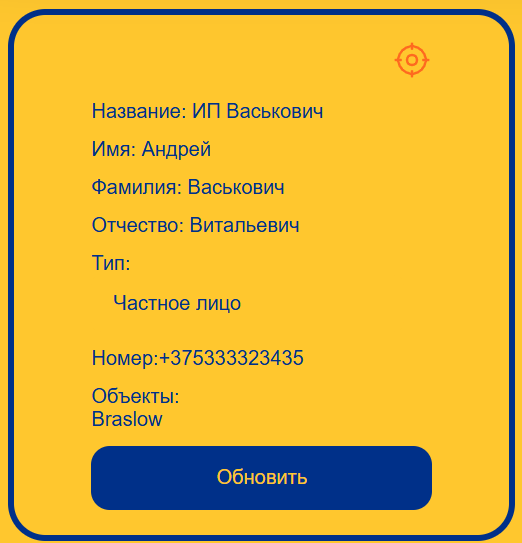 Название: ИП Васькович
Имя: Андрей
Фамилия: Васькович
Отчество: Витальевич
Тип:
Частное лицо
Номер:+375333323435
Объекты:
Braslow
Обновить